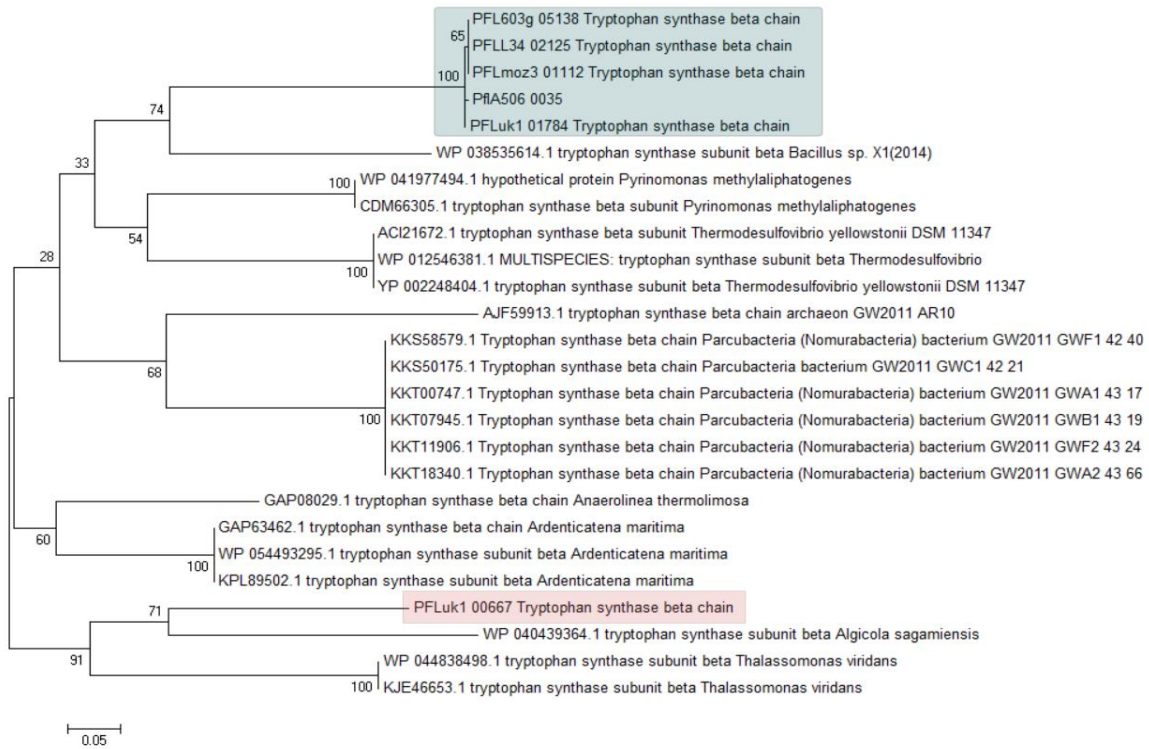 PFL603g 05138 Tryptophan synthase beta chain
65
PFLL34 02125 Tryptophan synthase beta chain
PFLmoz3 01112 Tryptophan synthase beta chain
100
PflA506 0035
74
PFLuk1 01784 Tryptophan synthase beta chain
WP 038535614.1 tryptophan synthase subunit beta Bacillus sp. X1(2014)
33
WP 041977494.1 hypothetical protein Pyrinomonas methylaliphatogenes
100
CDM66305.1 tryptophan synthase beta subunit Pyrinomonas methylaliphatogenes
54
ACI21672.1 tryptophan synthase beta subunit Thermodesulfovibrio yellowstonii DSM 11347
28
WP 012546381.1 MULTISPECIES: tryptophan synthase subunit beta Thermodesulfovibrio
100
YP 002248404.1 tryptophan synthase subunit beta Thermodesulfovibrio yellowstonii DSM 11347
AJF59913.1 tryptophan synthase beta chain archaeon GW2011 AR10
KKS58579.1 Tryptophan synthase beta chain Parcubacteria (Nomurabacteria) bacterium GW2011 GWF1 42 40
68
KKS50175.1 Tryptophan synthase beta chain Parcubacteria bacterium GW2011 GWC1 42 21
KKT00747.1 Tryptophan synthase beta chain Parcubacteria (Nomurabacteria) bacterium GW2011 GWA1 43 17
100
KKT07945.1 Tryptophan synthase beta chain Parcubacteria (Nomurabacteria) bacterium GW2011 GWB1 43 19
KKT11906.1 Tryptophan synthase beta chain Parcubacteria (Nomurabacteria) bacterium GW2011 GWF2 43 24
KKT18340.1 Tryptophan synthase beta chain Parcubacteria (Nomurabacteria) bacterium GW2011 GWA2 43 66
GAP08029.1 tryptophan synthase beta chain Anaerolinea thermolimosa
60
GAP63462.1 tryptophan synthase beta chain Ardenticatena maritima
WP 054493295.1 tryptophan synthase subunit beta Ardenticatena maritima
100
KPL89502.1 tryptophan synthase subunit beta Ardenticatena maritima
71
PFLuk1 00667 Tryptophan synthase beta chain
WP 040439364.1 tryptophan synthase subunit beta Algicola sagamiensis
91
WP 044838498.1 tryptophan synthase subunit beta Thalassomonas viridans
100
KJE46653.1 tryptophan synthase subunit beta Thalassomonas viridans
0.05